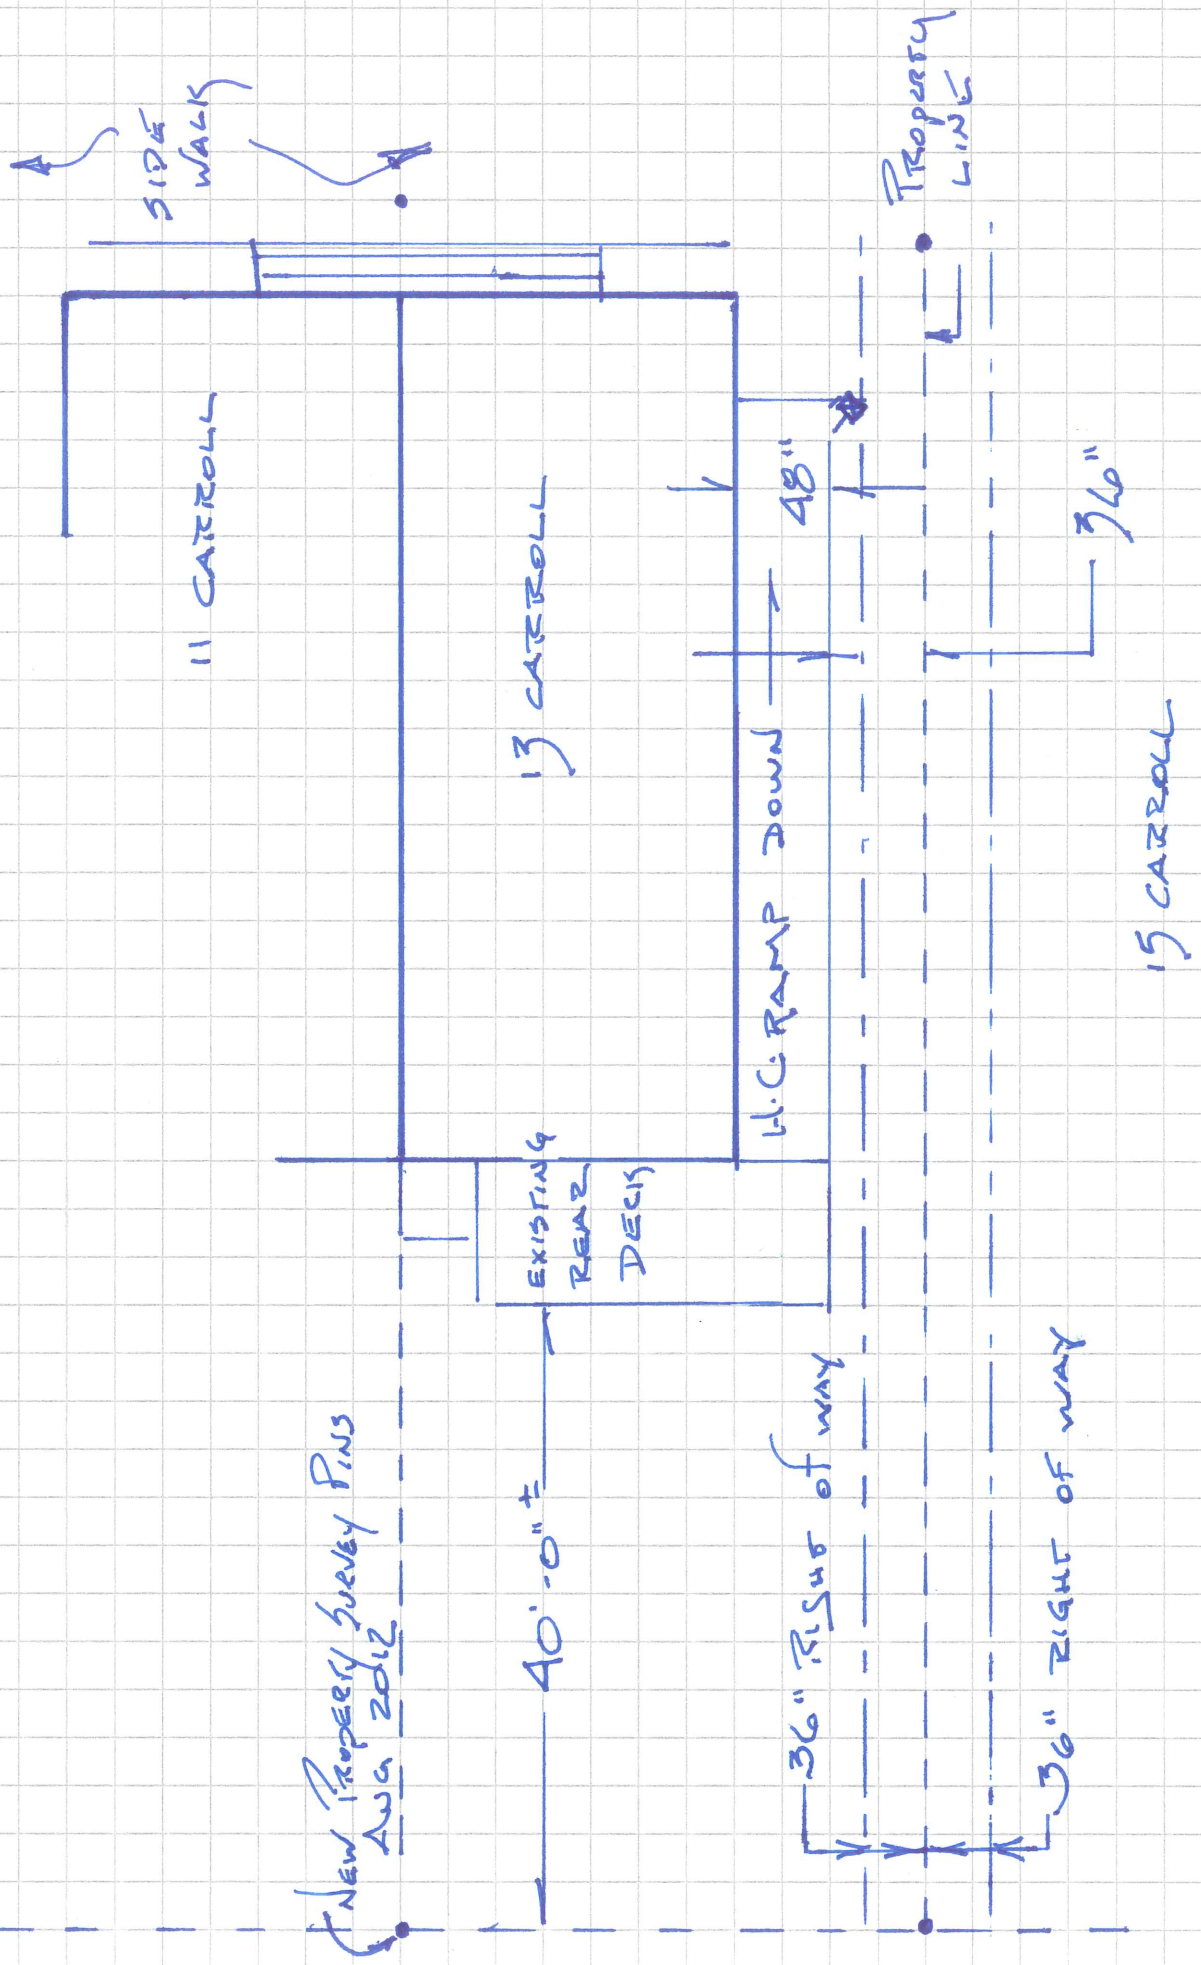 SIDE
WALK
PROPERTY
LINE
11 CARROLL
13 CARROLL
48"
36"
H.C. RAMP DOWN
15 CARROLL
EXISTING
REAR
DECK
NEW PROPERTY SURVEY PINS
AUG 2012
40'-0" ±
36" RIGHT OF WAY
36" RIGHT OF WAY